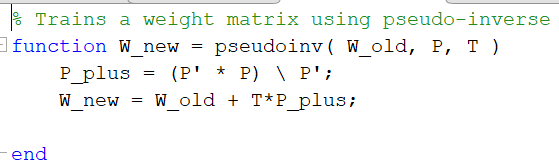 % Trains a weight matrix using pseudo-inverse
function W_new = pseudoinv( W_old, P, T )
P_plus = (P' * P) \ P';
W_new = W_old + T*P_plus;
end